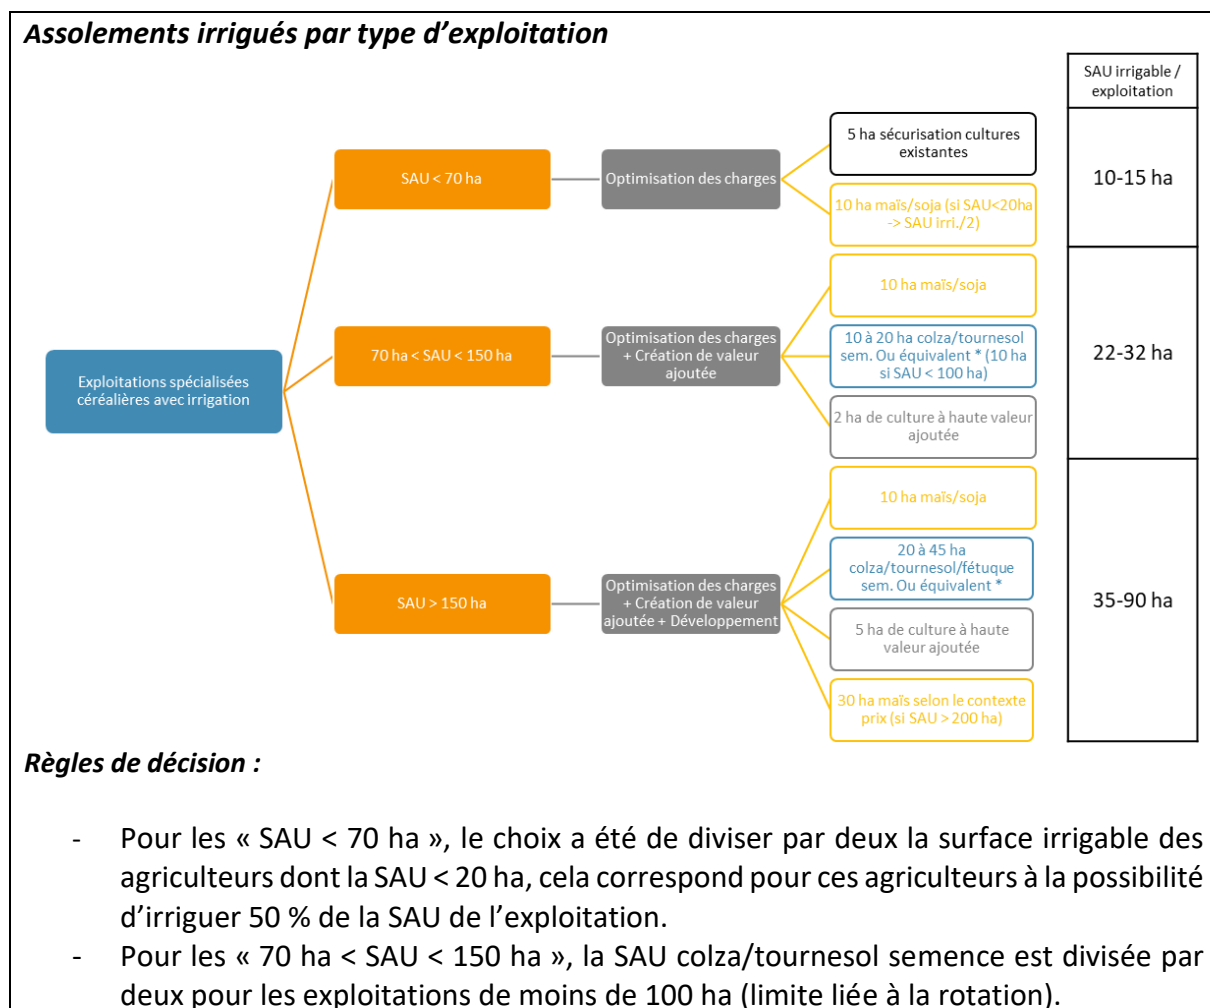 Assolements irrigués par type d’exploitation
SAU irrigable /
exploitation
Exploitations spécialisées
céréalières avec irrigation
SAU < 70 ha
Optimisation des charges
5 ha sécurisation cultures
existantes
10 ha maïs/soja (si SAU<20ha
-> SAU irri./2)
10-15 ha
70 ha < SAU < 150 ha
Optimisation des charges
+ Création de valeur
ajoutée
10 ha maïs/soja
10 à 20 ha colza/tournesol
sem. Ou équivalent * (10 ha
si SAU < 100 ha)
2 ha de culture à haute valeur
ajoutée
22-32 ha
SAU > 150 ha
Optimisation des charges
+ Création de valeur
ajoutée + Développement
10 ha maïs/soja
20 à 45 ha
colza/tournesol/fétuque
sem. Ou équivalent *
5 ha de culture à haute
valeur ajoutée
30 ha maïs selon le contexte
prix (si SAU > 200 ha)
35-90 ha
Règles de décision :
- Pour les « SAU < 70 ha », le choix a été de diviser par deux la surface irrigable des
agriculteurs dont la SAU < 20 ha, cela correspond pour ces agriculteurs à la possibilité
d’irriguer 50 % de la SAU de l’exploitation.
- Pour les « 70 ha < SAU < 150 ha », la SAU colza/tournesol semence est divisée par
deux pour les exploitations de moins de 100 ha (limite liée à la rotation).